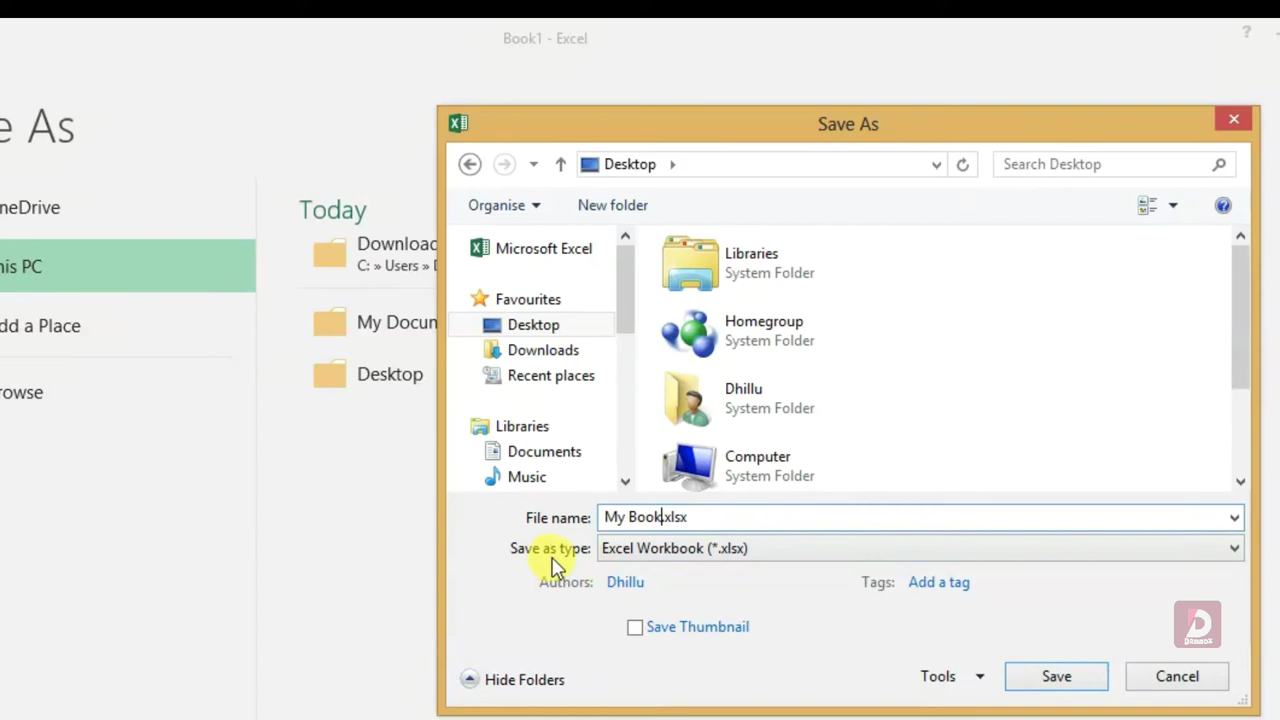 Book1 - Excel
?
e As
neDrive
his PC
dd a Place
rowse
Today
Downloac
C: » Users » D
My Docun
Desktop
Save As
Desktop
Search Desktop
Organise
New folder
?
Microsoft Excel
Favourites
Desktop
Downloads
Recent places
Libraries
Documents
Music
Libraries
System Folder
Homegroup
System Folder
Dhillu
System Folder
Computer
System Folder
File name: My Book.xlsx
Save as type: Excel Workbook (*.xlsx)
Authors: Dhillu
Tags: Add a tag
Save Thumbnail
Hide Folders
Tools
Save
Cancel